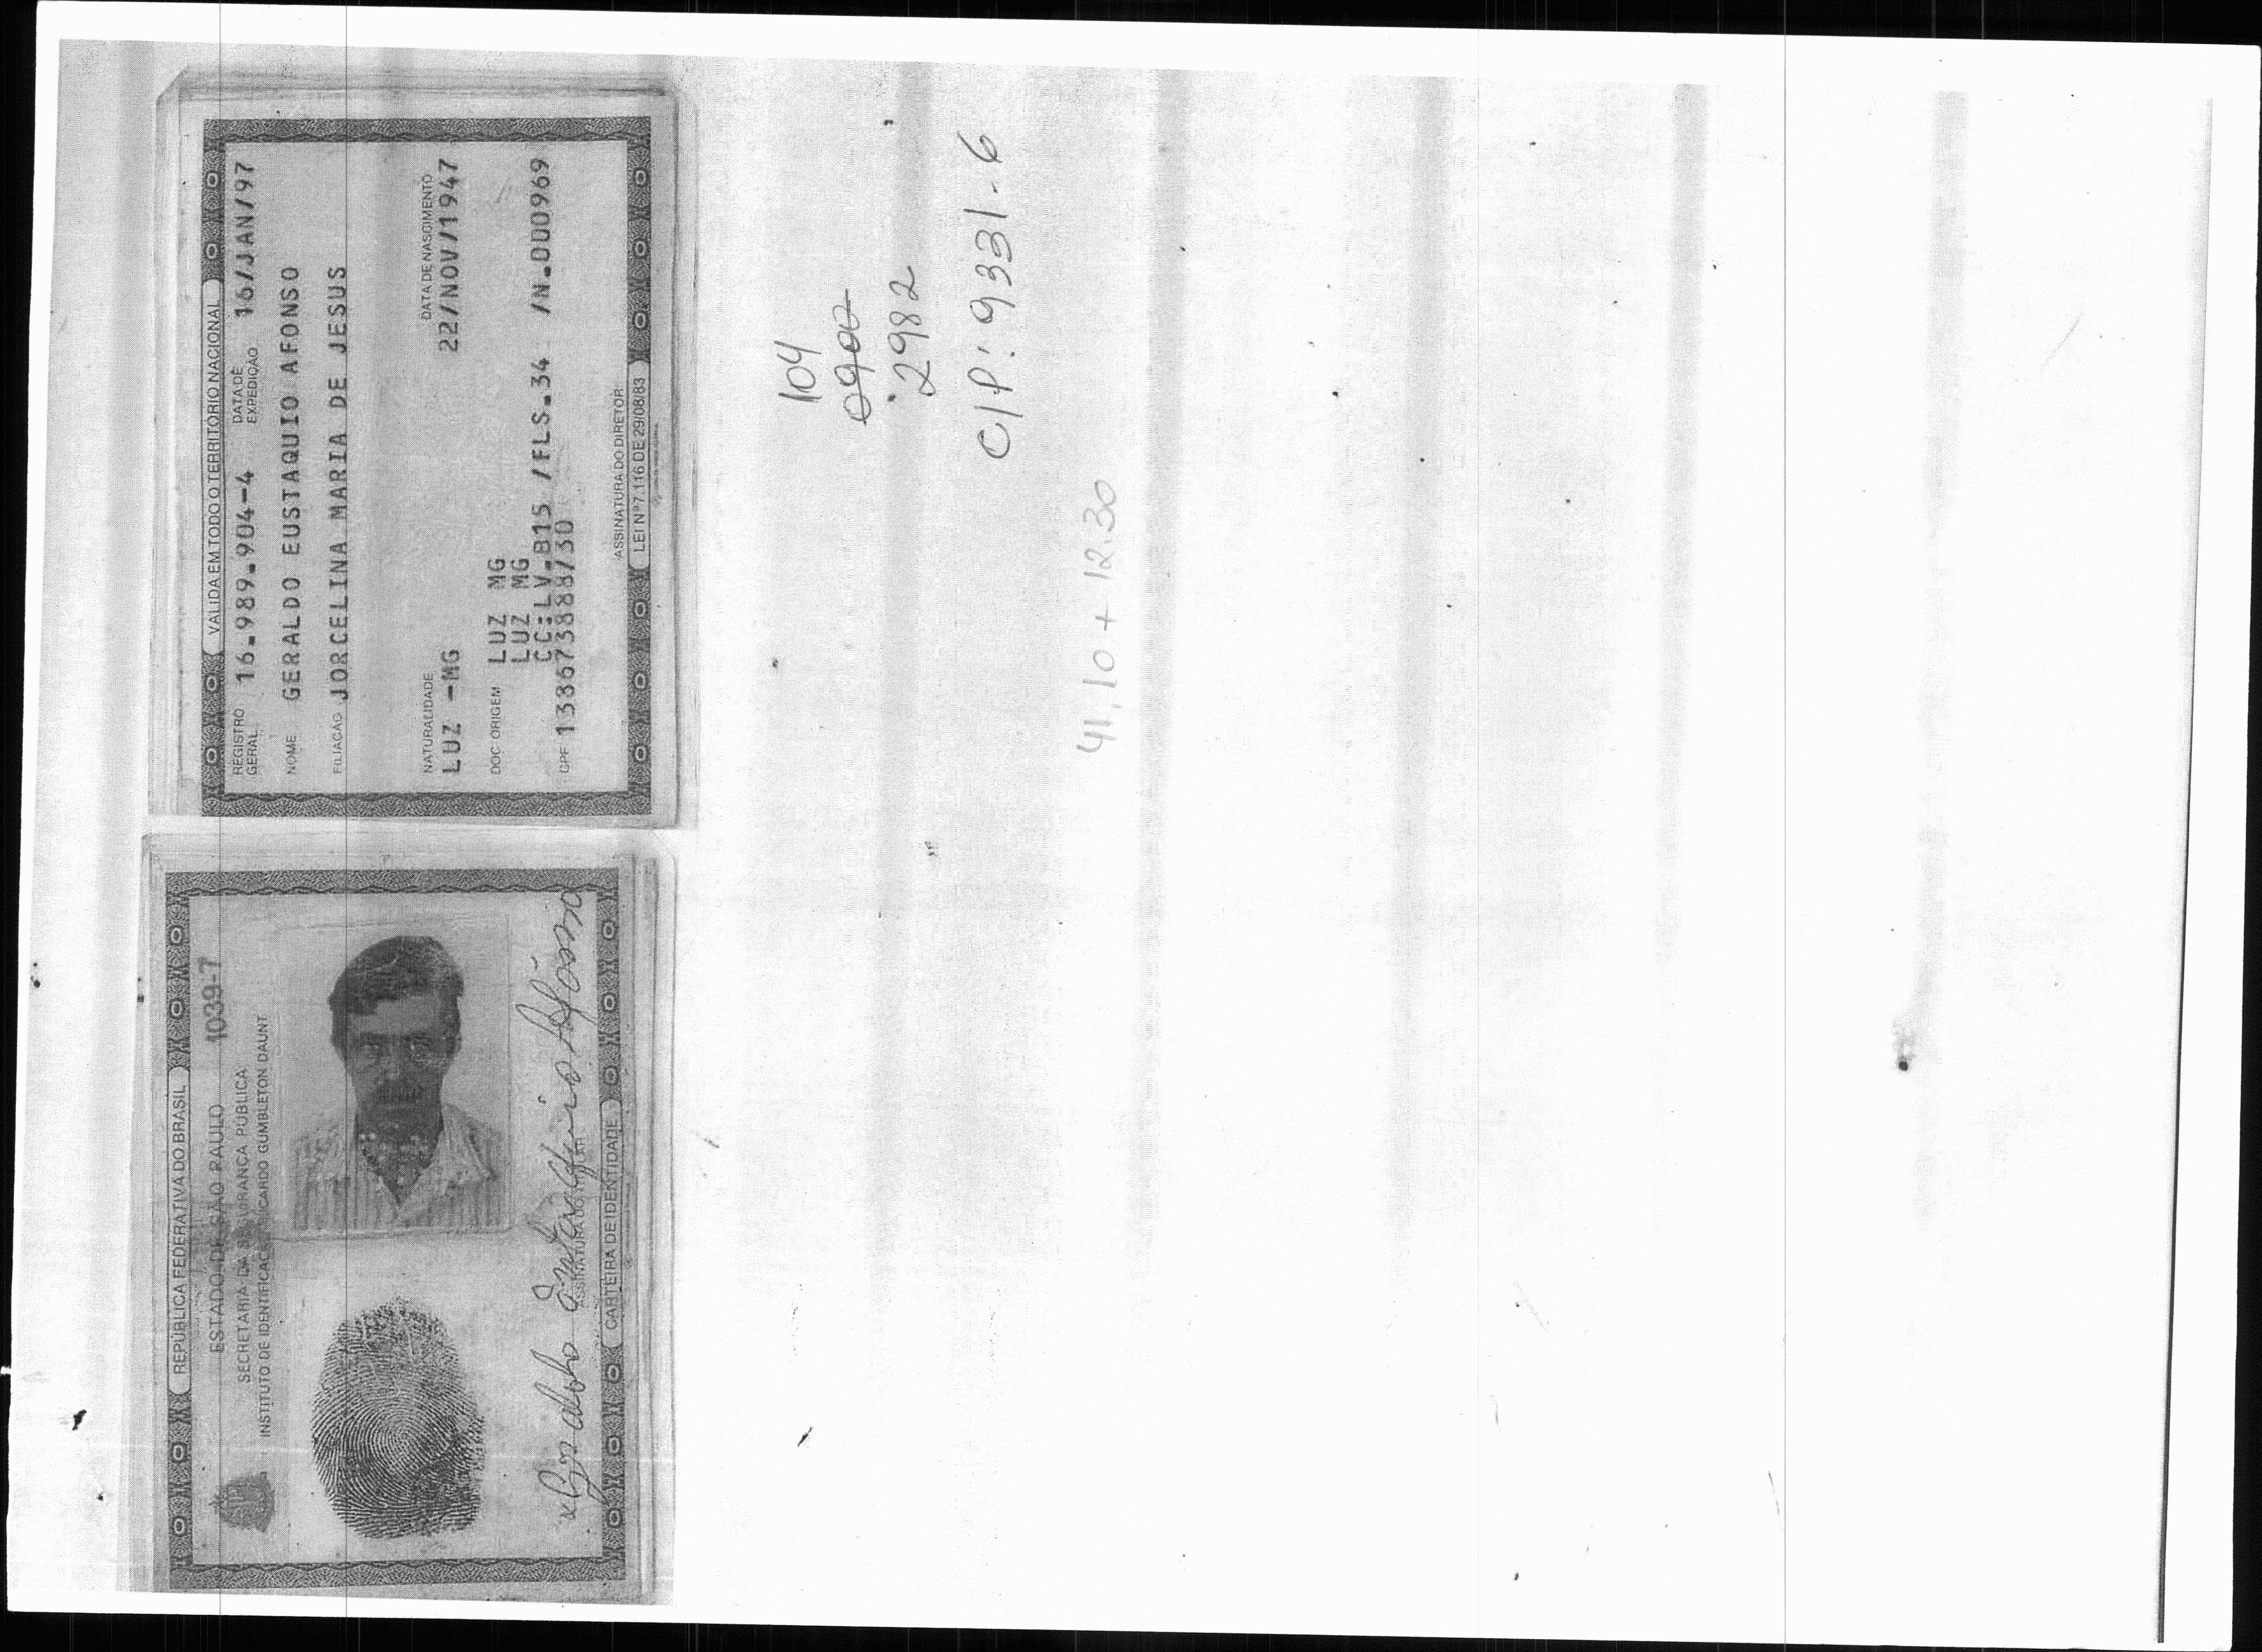 REPÚBLICA FEDERATIVA DO BRASIL
ESTADO DE SÃO PAULO 1039-7
SECRETARIA DA SEGURANÇA PÚBLICA
INSTITUTO DE IDENTIFICAÇÃO RICARDO GUMBLETON DAUNT
Geraldo Eustaquio Afonso
ASSINATURA DO TITULAR
CARTEIRA DE IDENTIDADE
VALIDA EM TODO O TERRITÓRIO NACIONAL
REGISTRO GERAL 16.989.904-4 DATA DE EXPEDIÇÃO 16/JAN/97
NOME GERALDO EUSTAQUIO AFONSO
FILIAÇÃO JORCELINA MARIA DE JESUS
NATURALIDADE DATA DE NASCIMENTO
LUZ -MG 22/NOV/1947
DOC ORIGEM LUZ MG
LUZ MG
CC:LV.B15 /FLS.34 /N.000969
CPF 138673888/30
ASSINATURA DO DIRETOR
LEI Nº 7.116 DE 29/08/83
104
0900
2982
C/P: 9331-6
41,10 + 12.30